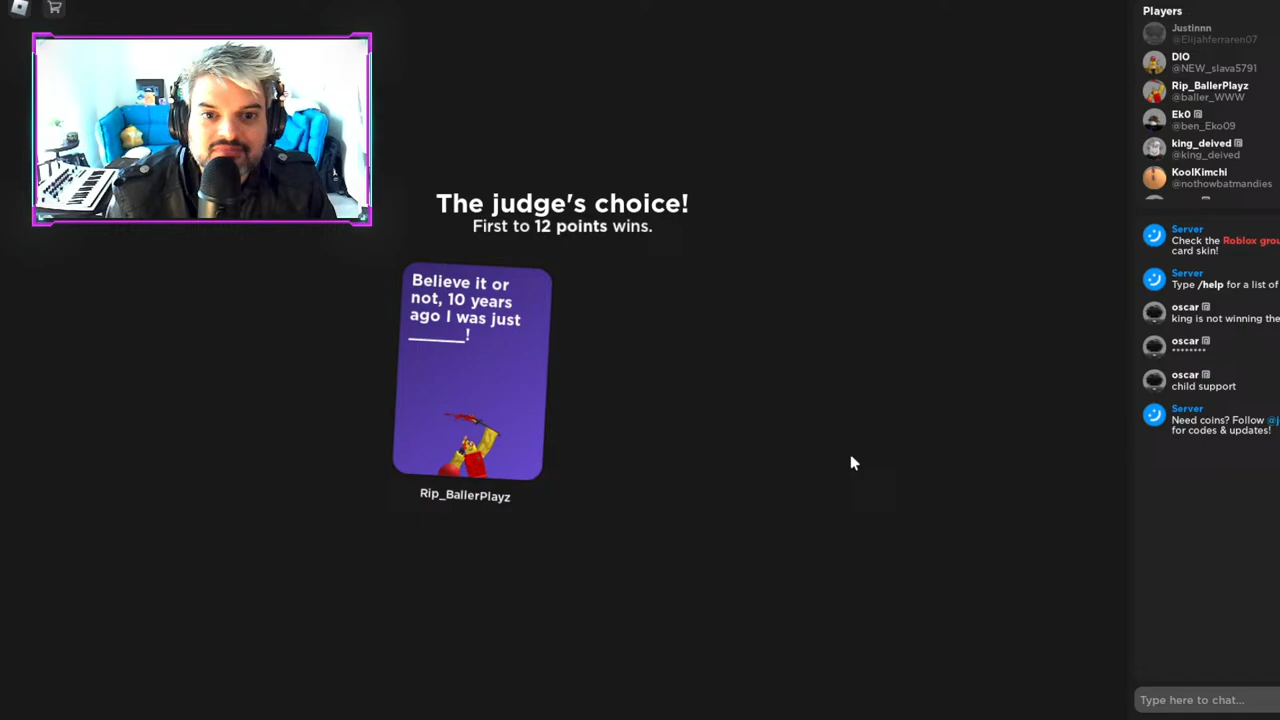 Players
Justinnn
@Elijahferraren07
DIO
@NEW_slava5791
Rip_BallerPlayz
@baller_WWW
Ek0
@ben_Eko09
king_deived
@king_deived
KoolKimchi
@nothowbatmandies
The judge's choice!
First to 12 points wins.
Believe it or
not, 10 years
ago I was just
______!
Rip_BallerPlayz
Server
Check the Roblox grou
card skin!
Server
Type /help for a list of
oscar
king is not winning the
oscar
********
oscar
child support
Server
Need coins? Follow @j
for codes & updates!
Type here to chat...